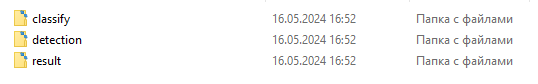 classify 16.05.2024 16:52 Папка с файлами
detection 16.05.2024 16:52 Папка с файлами
result 16.05.2024 16:52 Папка с файлами